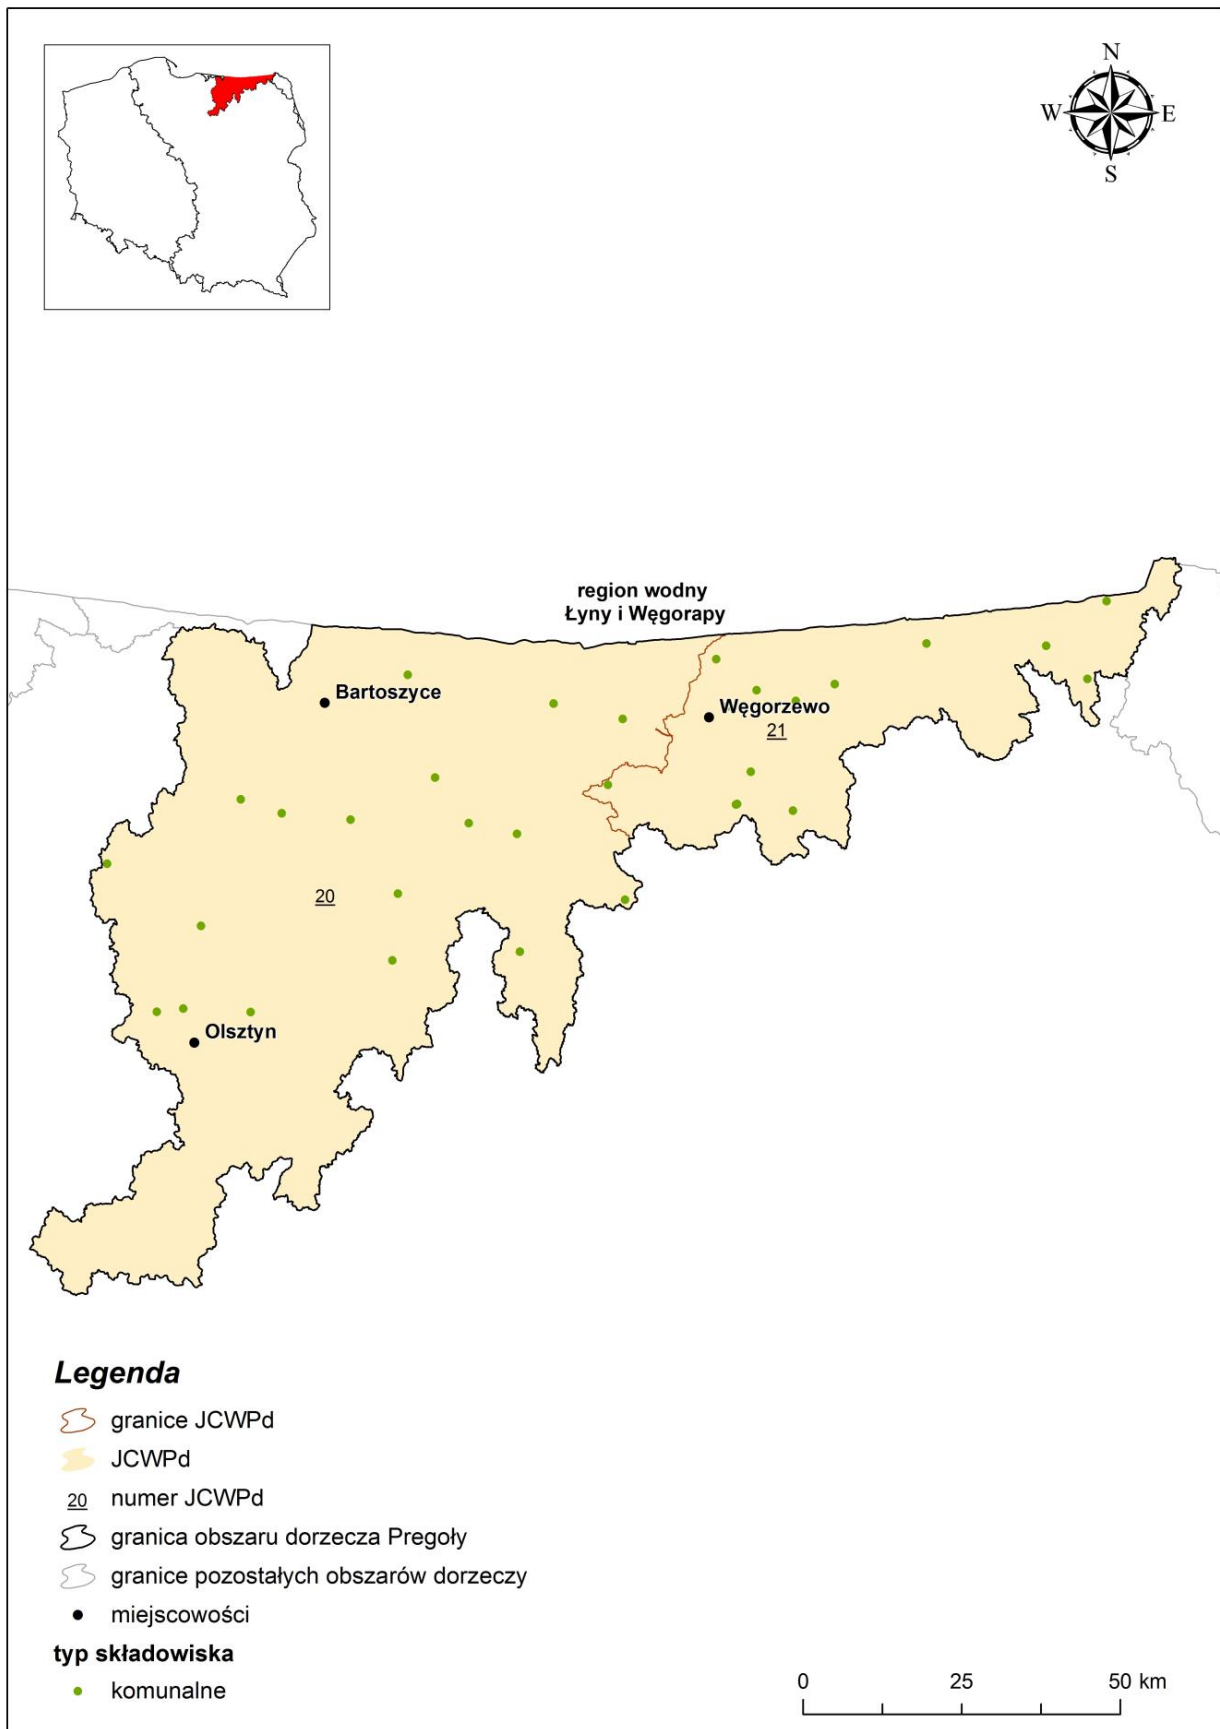 N
W E
S
region wodny
Łyny i Węgorapy
Bartoszyce
Węgorzewo
21
20
Olsztyn
Legenda
granice JCWPd
JCWPd
20 numer JCWPd
granica obszaru dorzecza Pregoły
granice pozostałych obszarów dorzeczy
miejscowości
typ składowiska
komunalne
0 25 50 km